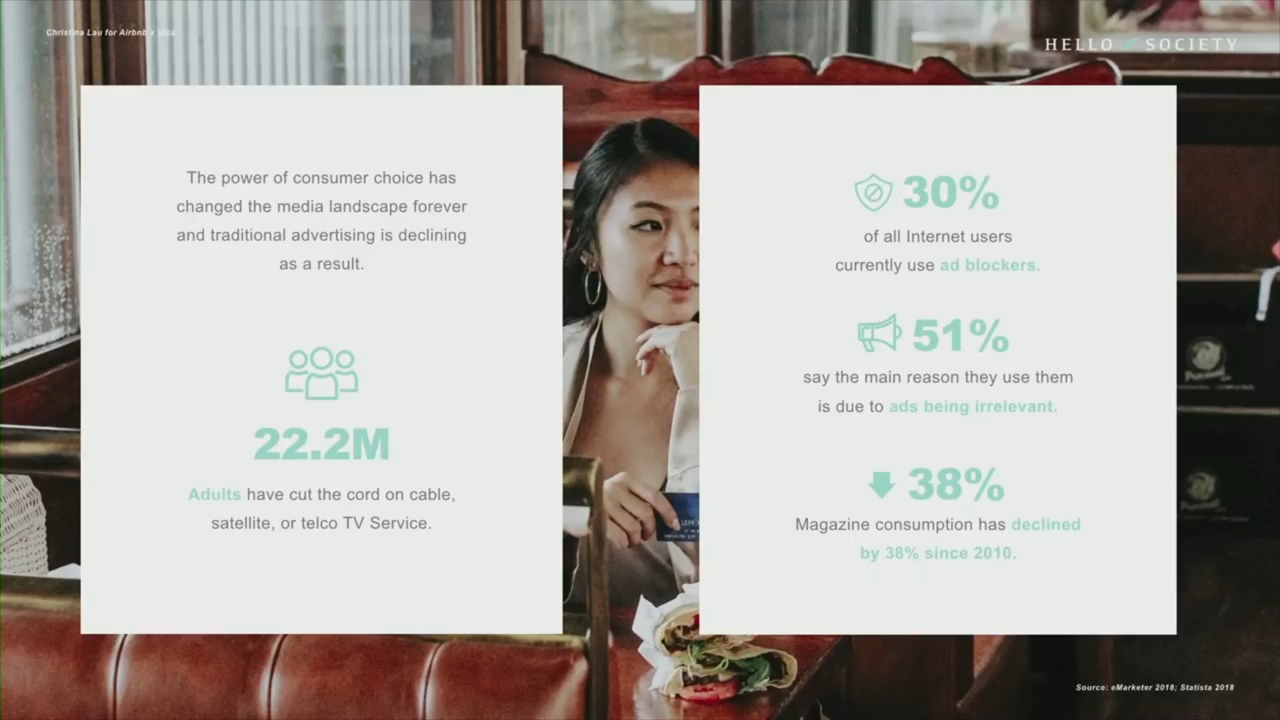 Christina Lau for Airbnb x Visa
HELLO SOCIETY
The power of consumer choice has
changed the media landscape forever
and traditional advertising is declining
as a result.
22.2M
Adults have cut the cord on cable,
satellite, or telco TV Service.
30%
of all Internet users
currently use ad blockers.
51%
say the main reason they use them
is due to ads being irrelevant.
38%
Magazine consumption has declined
by 38% since 2010.
Source: eMarketer 2018; Statista 2018